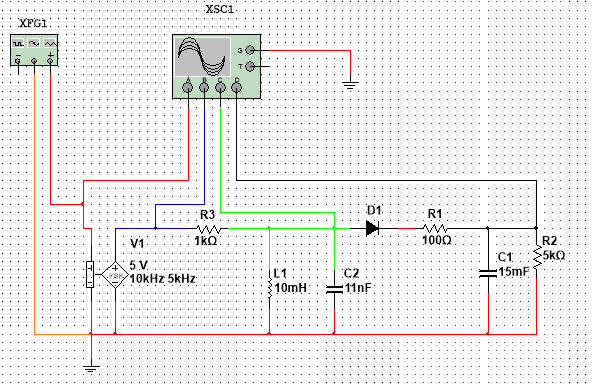 XSC1
XFG1
G
T
A B C D
D1
R3
1kΩ
R1
100Ω
V1
5 V
10kHz 5kHz
FSK
L1
10mH
C2
11nF
C1
15mF
R2
5kΩ